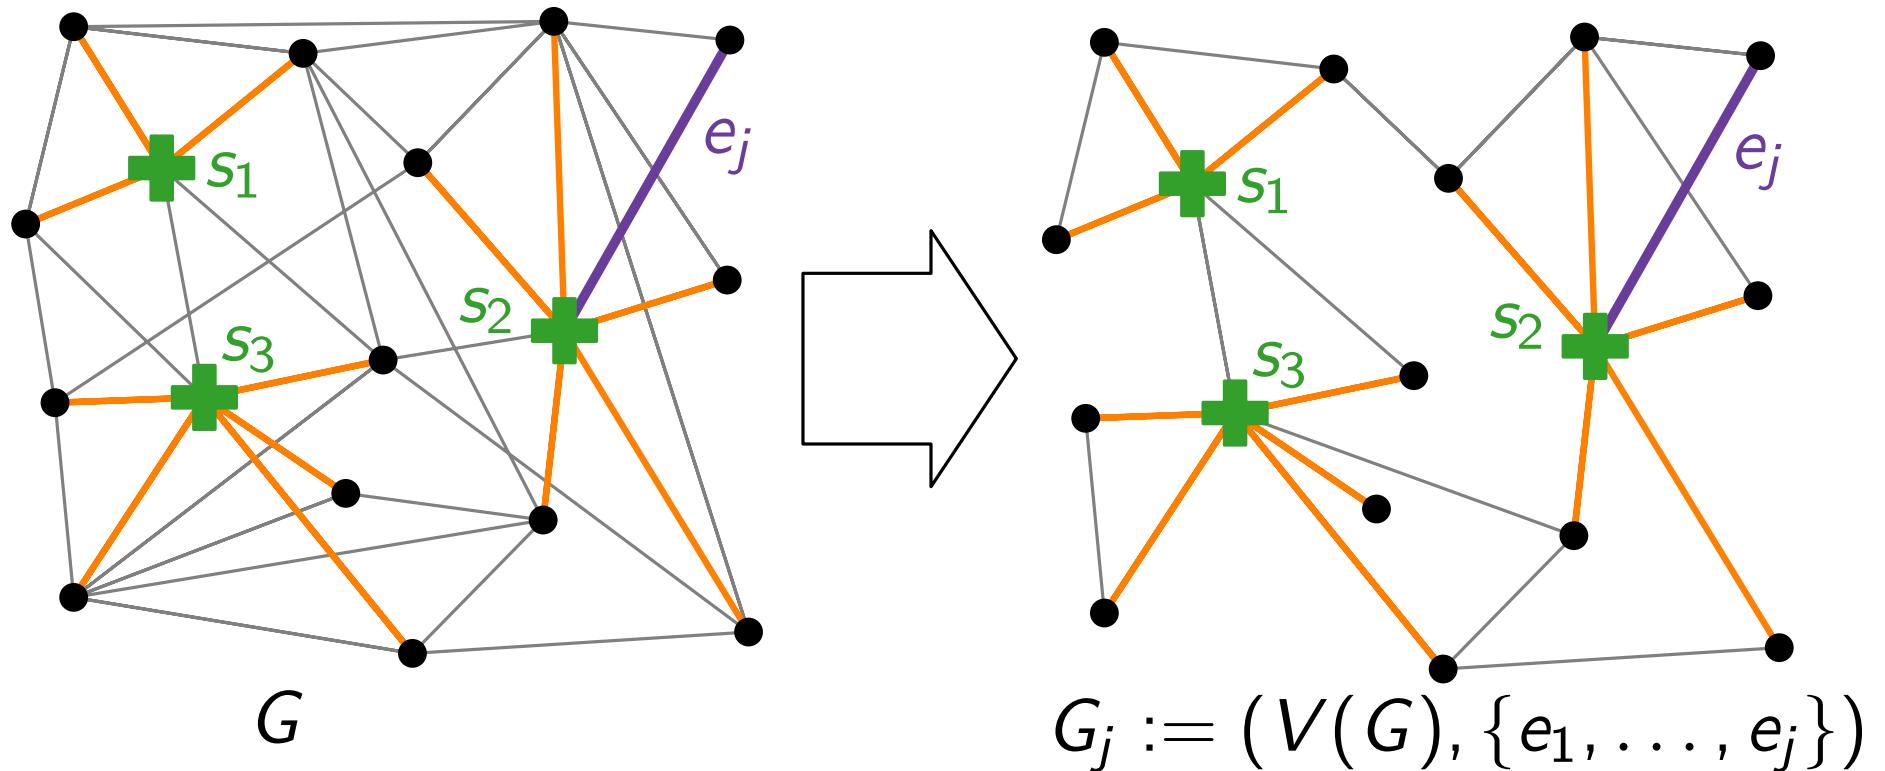 e_j
s_1
s_2
s_3
G
e_j
s_1
s_2
s_3
G_j := (V(G), {e_1, ..., e_j})